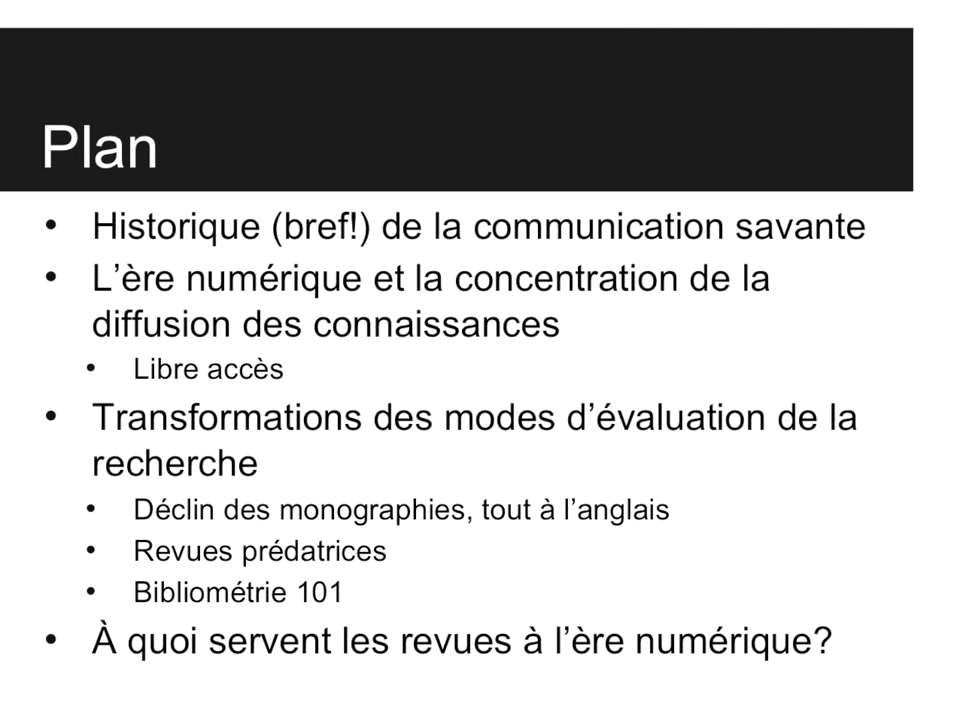 Plan
• Historique (bref!) de la communication savante
• L’ère numérique et la concentration de la
diffusion des connaissances
• Libre accès
• Transformations des modes d’évaluation de la
recherche
• Déclin des monographies, tout à l’anglais
• Revues prédatrices
• Bibliométrie 101
• À quoi servent les revues à l’ère numérique?